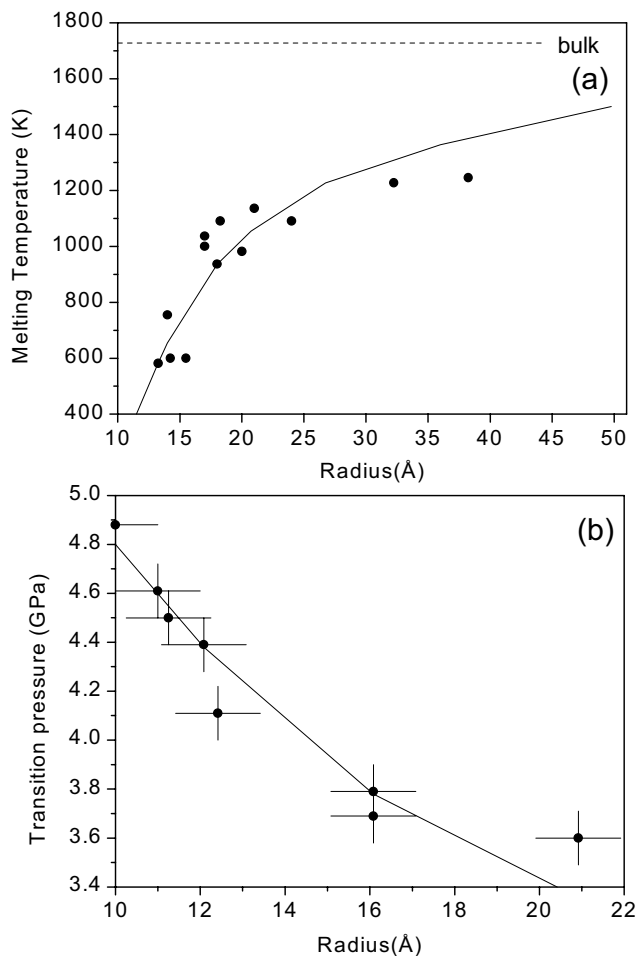 1800
bulk
1600
(a)
1400
1200
1000
800
600
400
Melting Temperature (K)
10 15 20 25 30 35 40 45 50
Radius(Å)
5.0
(b)
4.8
4.6
4.4
4.2
4.0
3.8
3.6
3.4
Transition pressure (GPa)
10 12 14 16 18 20 22
Radius(Å)